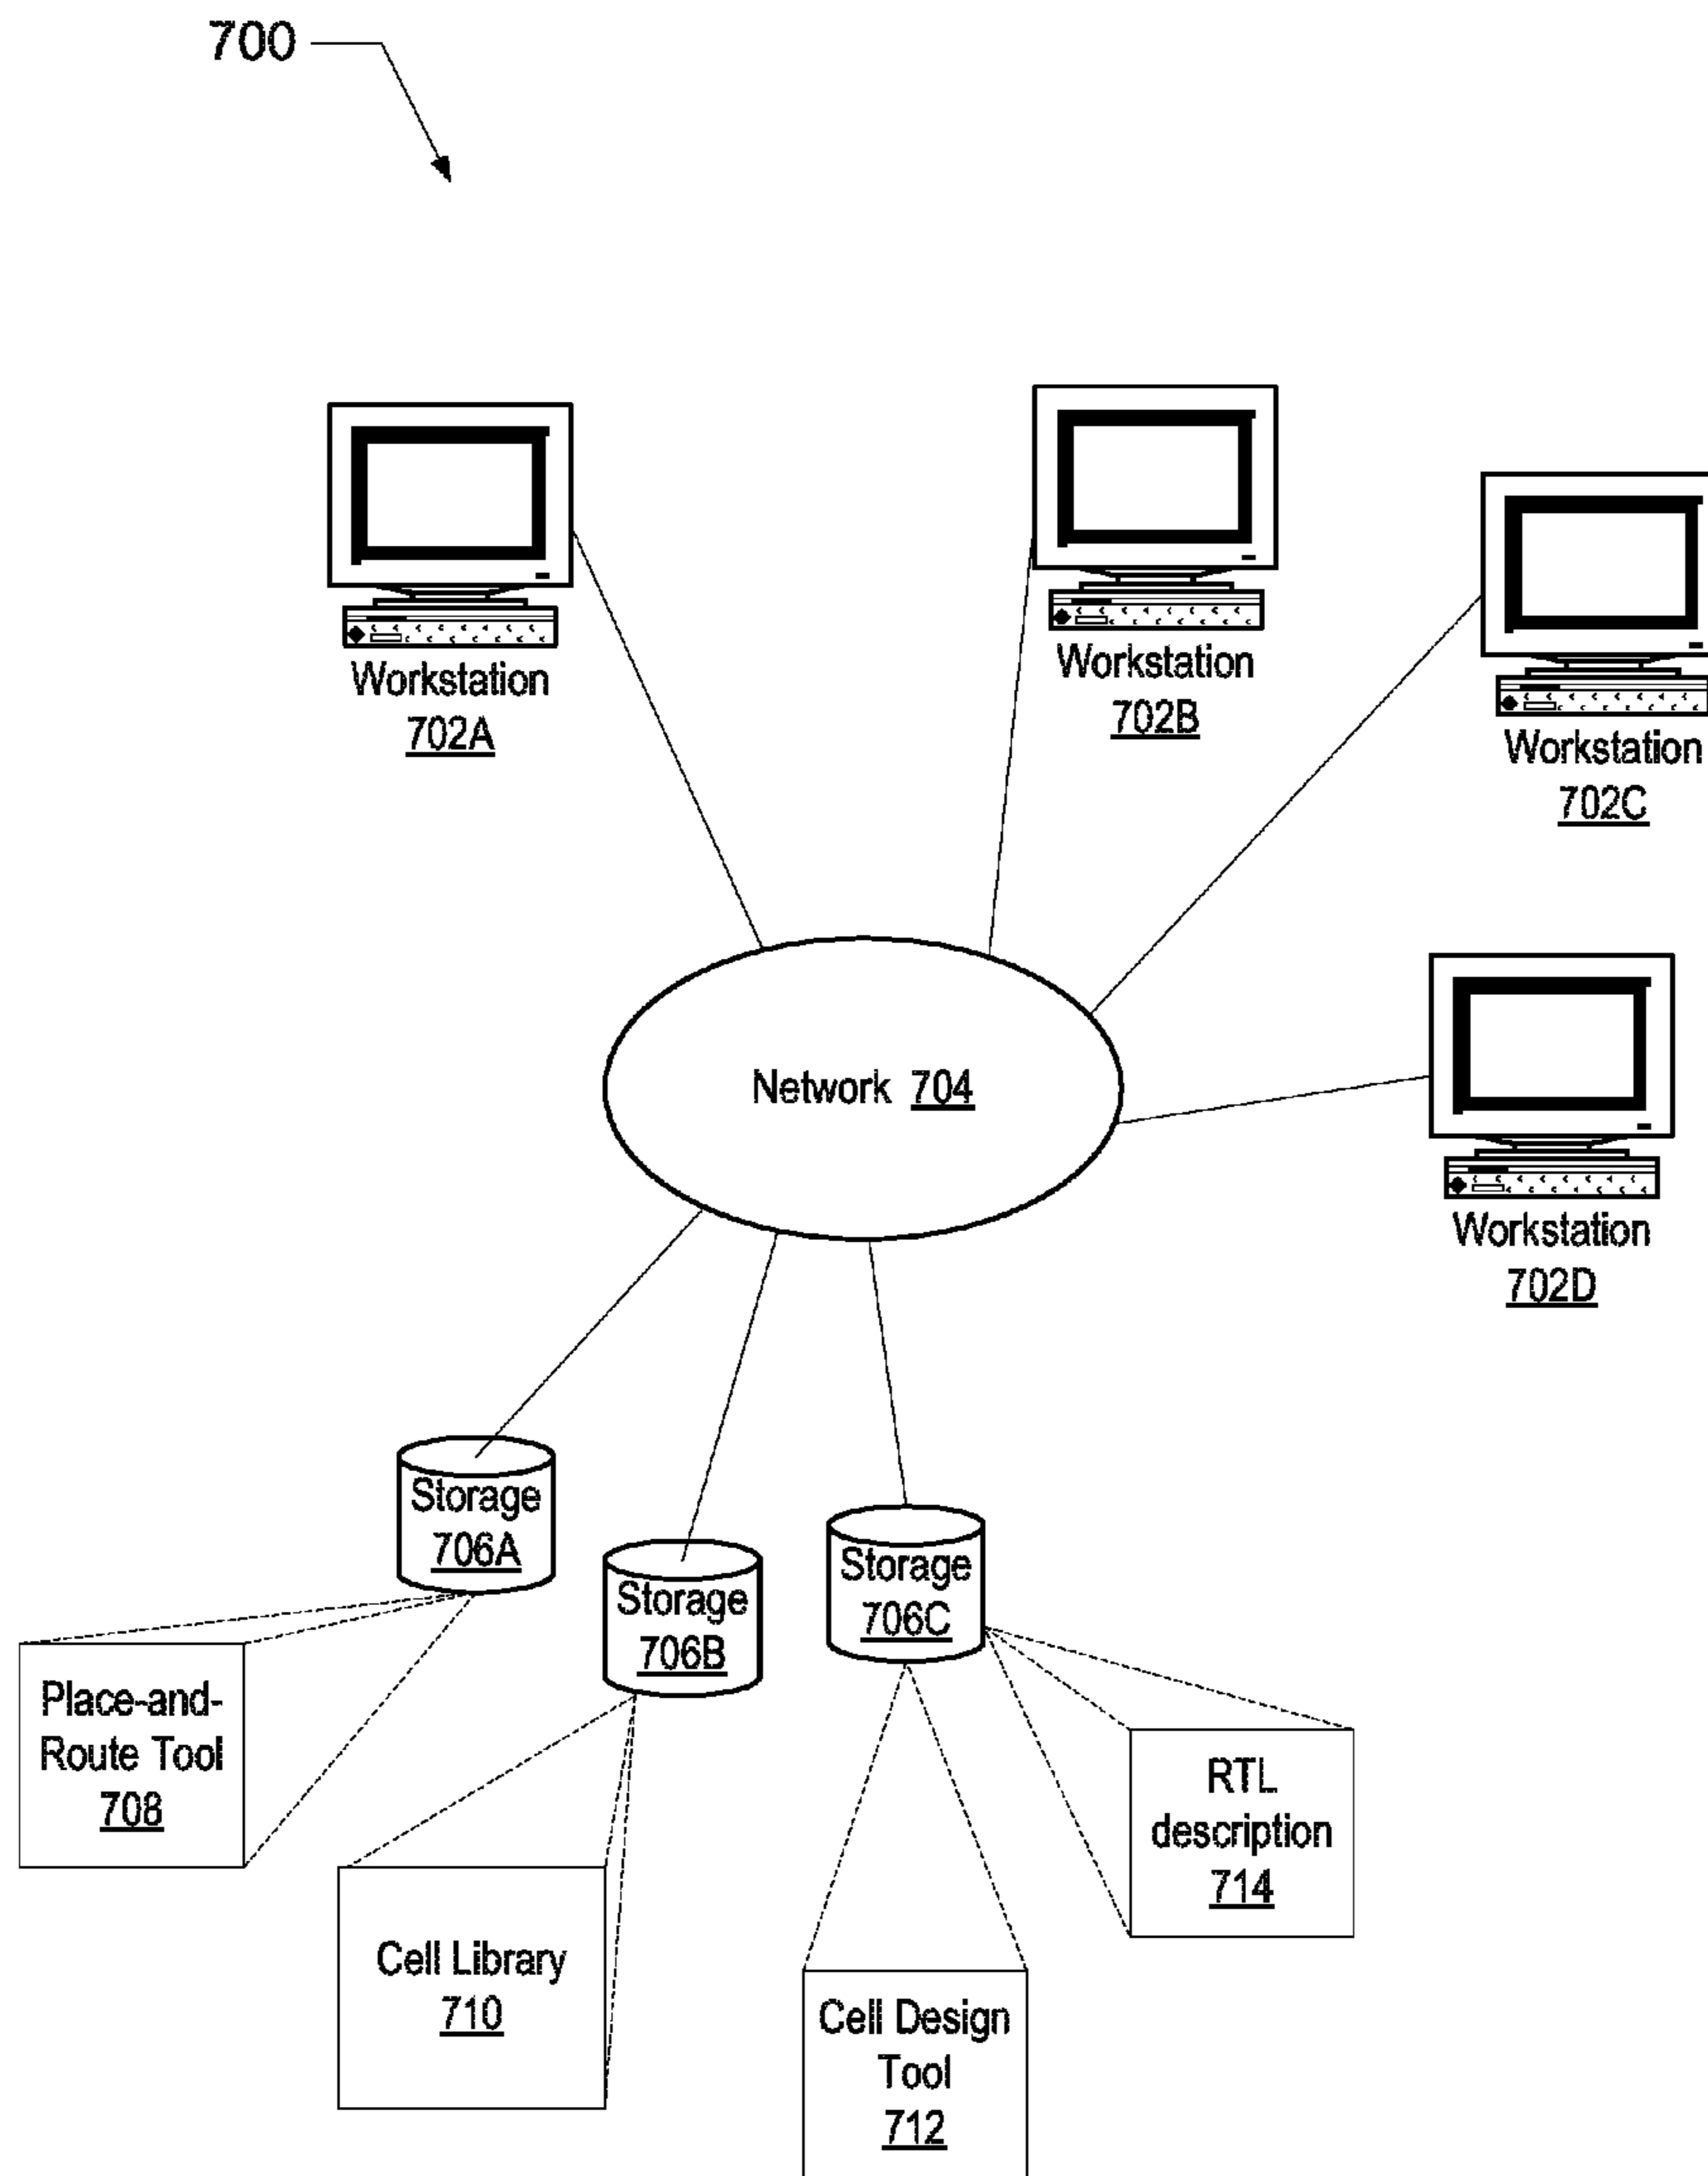 700
Workstation
702A
Workstation
702B
Workstation
702C
Network 704
Workstation
702D
Storage
706A
Storage
706B
Storage
706C
Place-and-
Route Tool
708
Cell Library
710
Cell Design
Tool
712
RTL
description
714